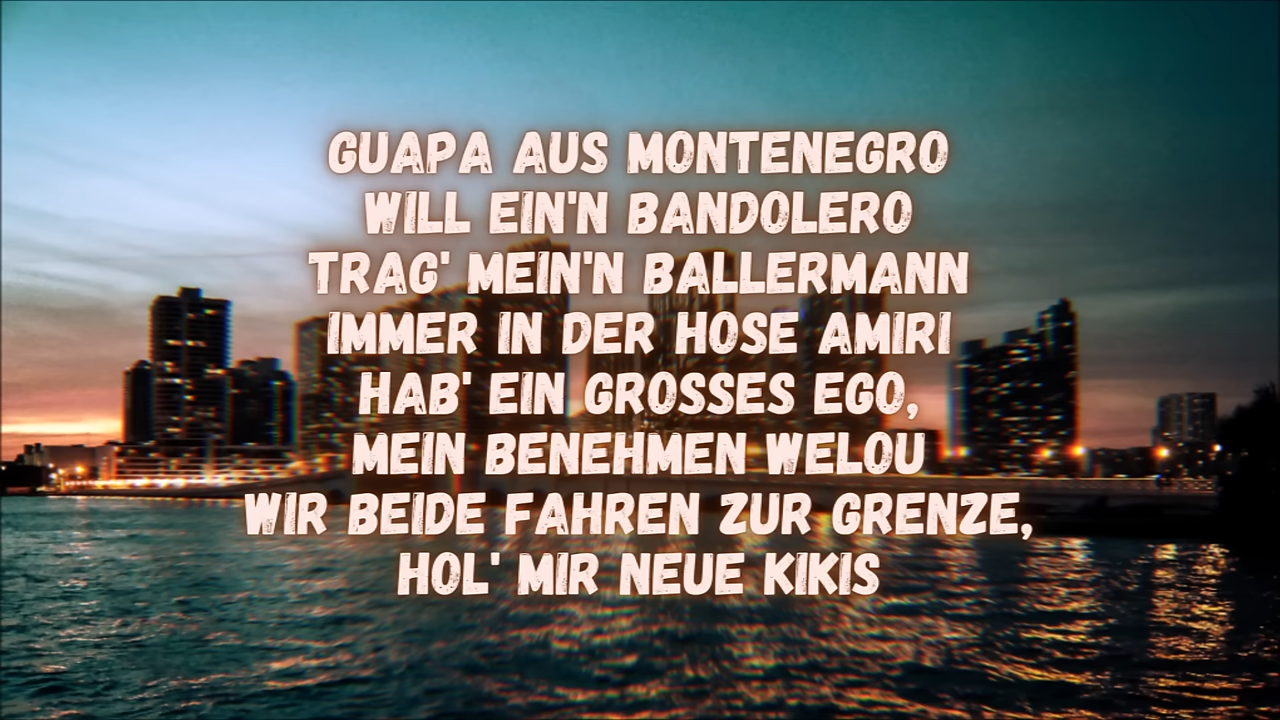 GUAPA AUS MONTENEGRO
WILL EIN'N BANDOLERO
TRAG' MEIN'N BALLERMANN
IMMER IN DER HOSE AMIRI
HAB' EIN GROSSES EGO,
MEIN BENEHMEN WELOU
WIR BEIDE FAHREN ZUR GRENZE,
HOL' MIR NEUE KIKIS